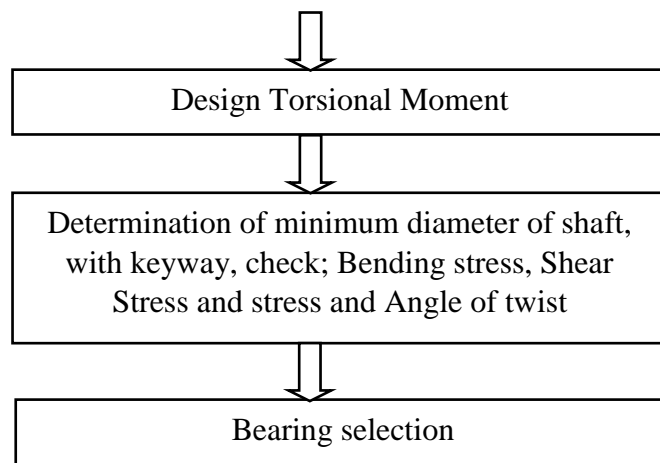 Design Torsional Moment
Determination of minimum diameter of shaft,
with keyway, check; Bending stress, Shear
Stress and stress and Angle of twist
Bearing selection